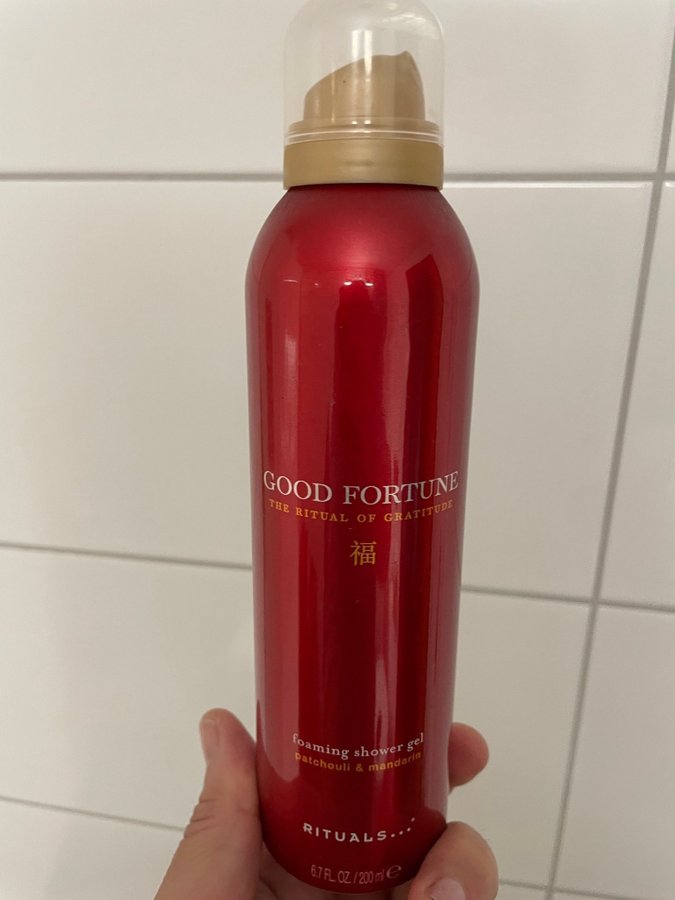 GOOD FORTUNE
THE RITUAL OF GRATITUDE
福
foaming shower gel
patchouli & mandarin
RITUALS...®
6.7 FL. OZ. / 200 ml ℮